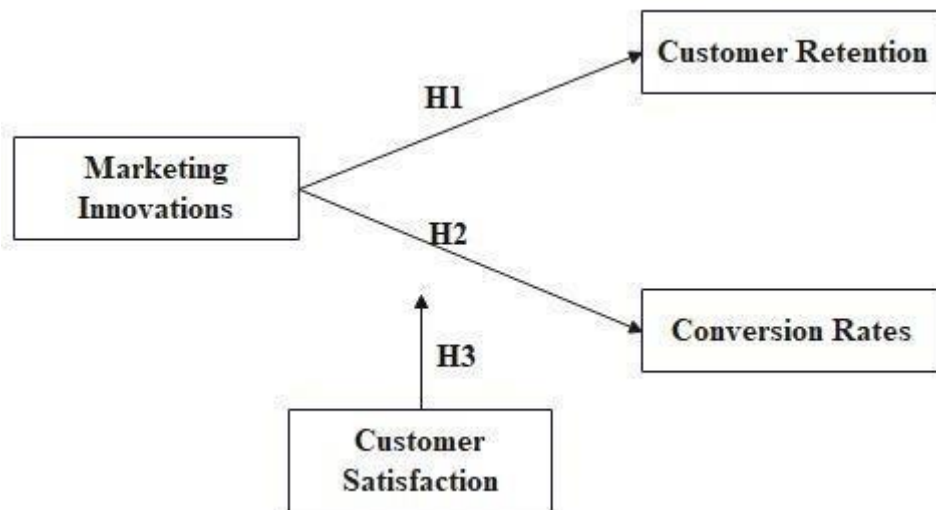 Customer Retention
H1
Marketing
Innovations
H2
Conversion Rates
H3
Customer
Satisfaction